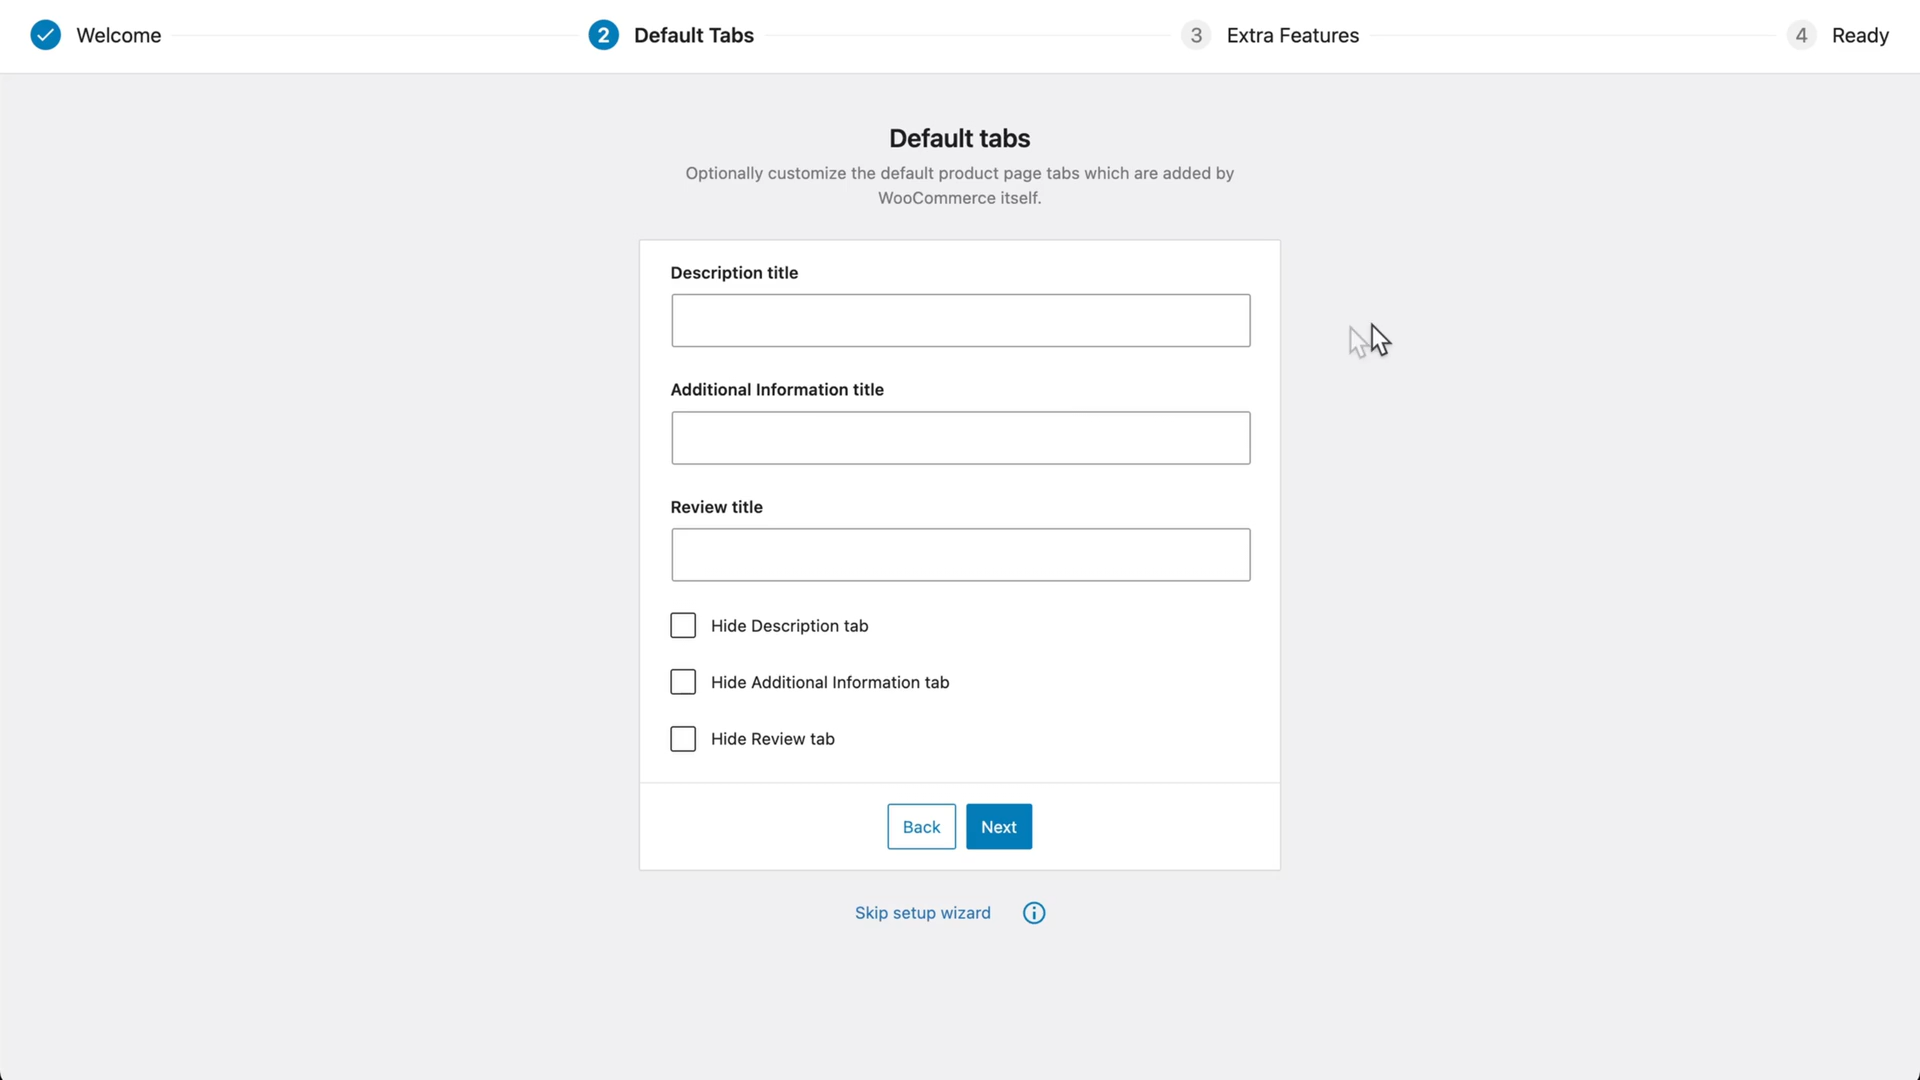 Welcome
2 Default Tabs
3 Extra Features
4 Ready
Default tabs
Optionally customize the default product page tabs which are added by
WooCommerce itself.
Description title
Additional Information title
Review title
Hide Description tab
Hide Additional Information tab
Hide Review tab
Back
Next
Skip setup wizard